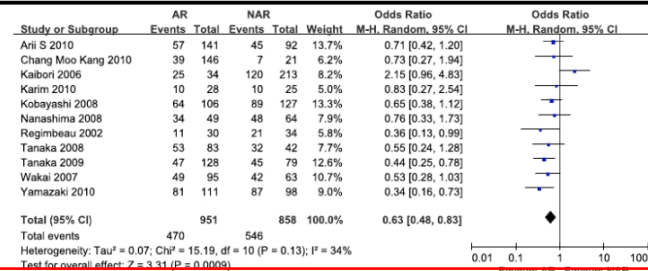 AR NAR Odds Ratio Odds Ratio
Study or Subgroup Events Total Events Total Weight M-H, Random, 95% CI M-H, Random, 95% CI
Arii S 2010 57 141 45 92 13.7% 0.71 [0.42, 1.20]
Chang Moo Kang 2010 39 146 7 21 5.6% 0.73 [0.27, 1.94]
Kaibori 2006 25 34 120 213 7.9% 2.15 [0.96, 4.83]
Karim 2010 10 28 10 25 4.6% 0.83 [0.27, 2.54]
Kobayashi 2008 64 106 89 127 13.2% 0.65 [0.38, 1.12]
Nanashima 2008 34 49 48 64 7.4% 0.76 [0.33, 1.73]
Regimbeau 2002 11 30 21 34 5.3% 0.36 [0.13, 0.99]
Tanaka 2008 53 83 32 42 7.1% 0.55 [0.24, 1.28]
Tanaka 2009 47 128 45 79 12.6% 0.44 [0.25, 0.78]
Wakai 2007 49 95 42 63 10.8% 0.53 [0.28, 1.03]
Yamazaki 2010 81 111 87 98 9.0% 0.34 [0.16, 0.73]
Total (95% CI) 951 858 100.0% 0.63 [0.48, 0.83]
Total events 470 546
Heterogeneity: Tau² = 0.07; Chi² = 15.19, df = 10 (P = 0.13); I² = 34%
0.01 0.1 1 10 100
Test for overall effect: Z = 3.31 (P = 0.0009)